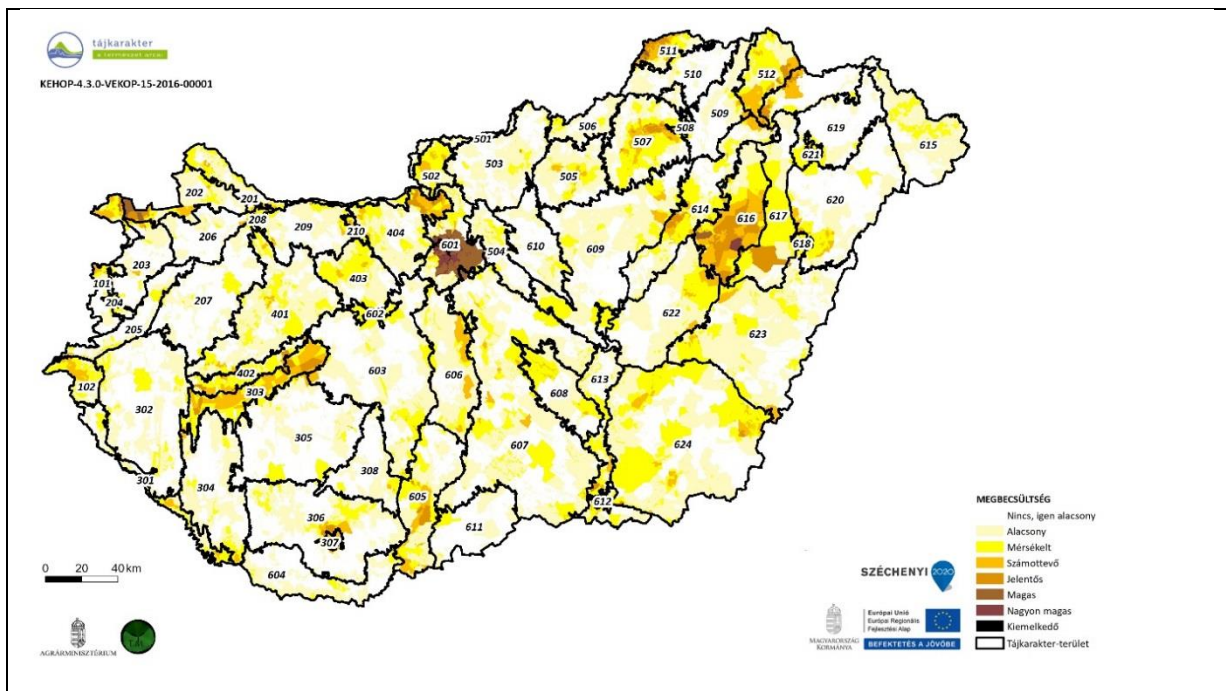 tájkarakter
a természet arcai
KEHOP-4.3.0-VEKOP-15-2016-00001
511
510
512
506
508
509
501
507
619
503
621
615
502
505
202
201
614
616
617
620
208
206
209
210
404
601
504
610
609
618
203
101
403
204
207
602
622
205
401
623
402
603
606
613
102
303
608
302
305
607
624
308
301
304
605
612
306
611
307
604
0 20 40 km
AGRÁRMINISZTÉRIUM
MEGBECSÜLTSÉG
Nincs, igen alacsony
Alacsony
Mérsékelt
Számottevő
Jelentős
Magas
Nagyon magas
Kiemelkedő
Tájkarakter-terület
SZÉCHENYI 2020
MAGYARORSZÁG
KORMÁNYA
Európai Unió
Európai Regionális
Fejlesztési Alap
BEFEKTETÉS A JÖVŐBE